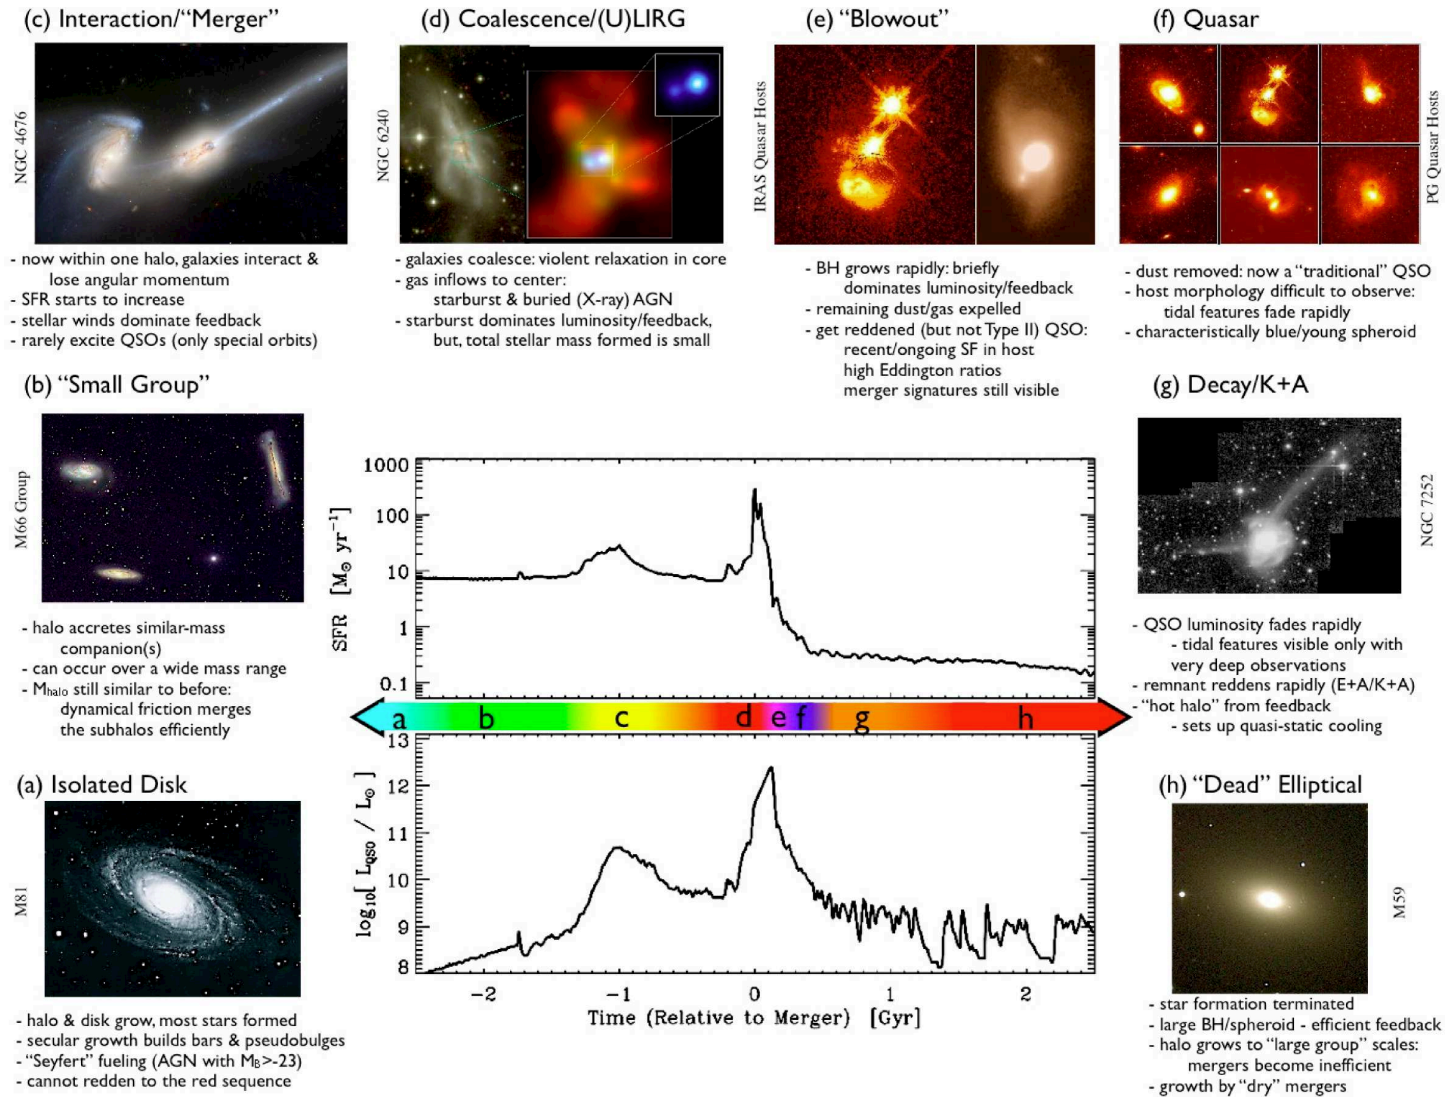 (c) Interaction/“Merger”
NGC 4676
- now within one halo, galaxies interact &
lose angular momentum
- SFR starts to increase
- stellar winds dominate feedback
- rarely excite QSOs (only special orbits)
(d) Coalescence/(U)LIRG
NGC 6240
- galaxies coalesce: violent relaxation in core
- gas inflows to center:
starburst & buried (X-ray) AGN
- starburst dominates luminosity/feedback,
but, total stellar mass formed is small
(e) “Blowout”
IRAS Quasar Hosts
- BH grows rapidly: briefly
dominates luminosity/feedback
- remaining dust/gas expelled
- get reddened (but not Type II) QSO:
recent/ongoing SF in host
high Eddington ratios
merger signatures still visible
(f) Quasar
PG Quasar Hosts
- dust removed: now a “traditional” QSO
- host morphology difficult to observe:
tidal features fade rapidly
- characteristically blue/young spheroid
(b) “Small Group”
M66 Group
- halo accretes similar-mass
companion(s)
- can occur over a wide mass range
- Mhalo still similar to before:
dynamical friction merges
the subhalos efficiently
(a) Isolated Disk
M81
- halo & disk grow, most stars formed
- secular growth builds bars & pseudobulges
- “Seyfert” fueling (AGN with MB>-23)
- cannot redden to the red sequence
1000
100
10
1
0.1
SFR [M⊙ yr⁻¹]
a b c d e f g h
13
12
11
10
9
8
log10[ LQSO / L⊙ ]
-2 -1 0 1 2
Time (Relative to Merger) [Gyr]
(g) Decay/K+A
NGC 7252
- QSO luminosity fades rapidly
- tidal features visible only with
very deep observations
- remnant reddens rapidly (E+A/K+A)
- “hot halo” from feedback
- sets up quasi-static cooling
(h) “Dead” Elliptical
M59
- star formation terminated
- large BH/spheroid - efficient feedback
- halo grows to “large group” scales:
mergers become inefficient
- growth by “dry” mergers